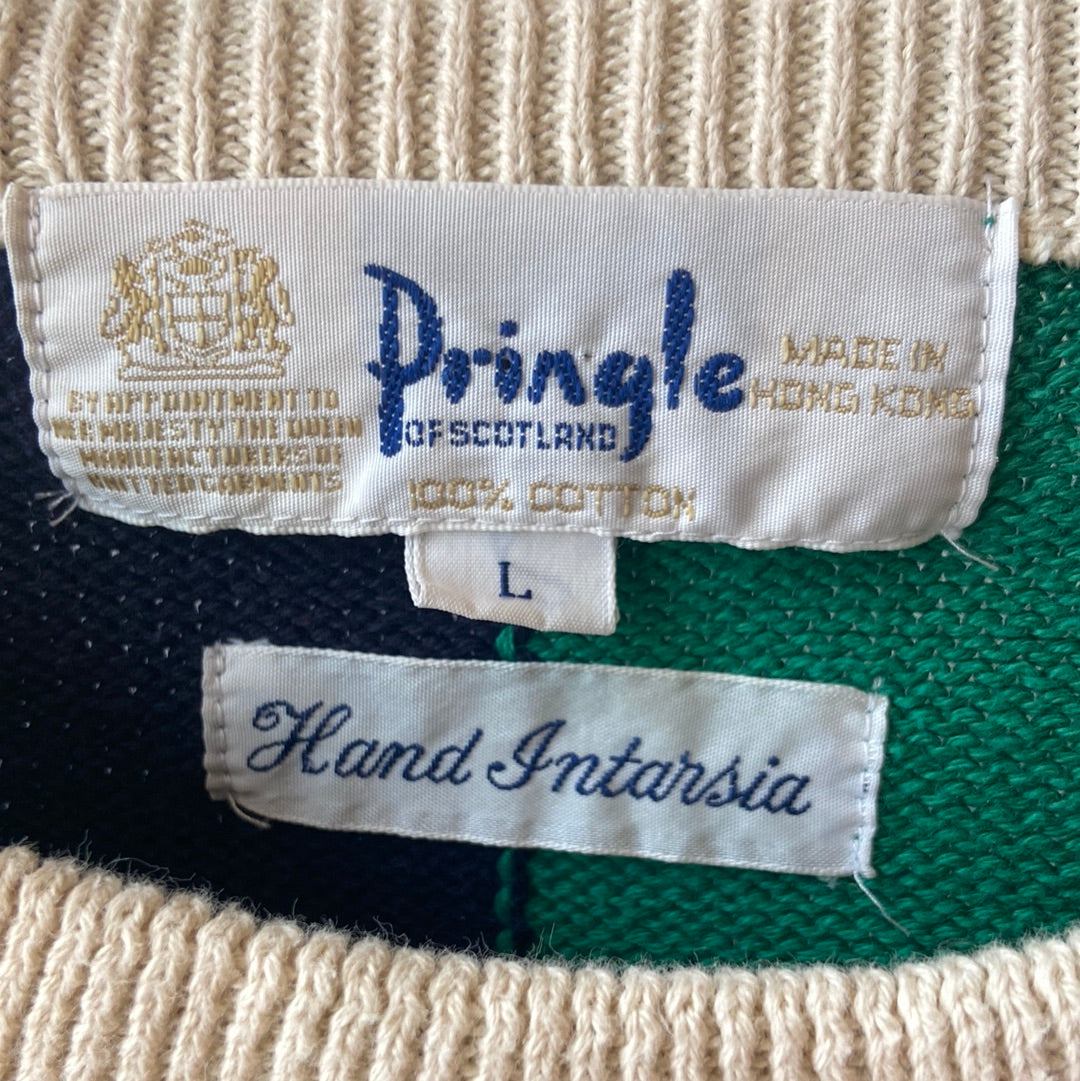 Pringle
OF SCOTLAND
BY APPOINTMENT TO
HER MAJESTY THE QUEEN
MANUFACTURERS OF
KNITTED GARMENTS
MADE IN
HONG KONG
100% COTTON
L
Hand Intarsia